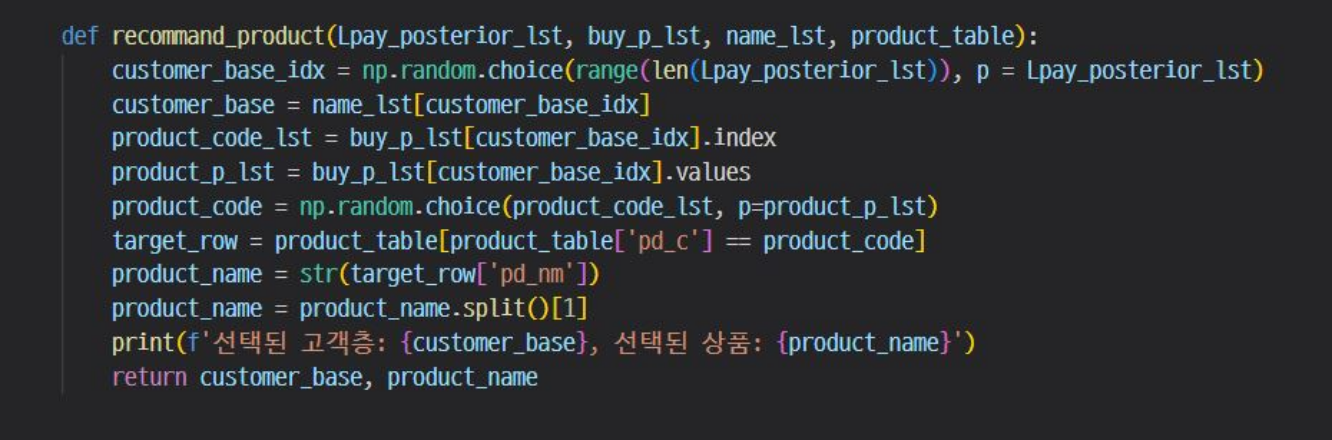 def recommand_product(Lpay_posterior_lst, buy_p_lst, name_lst, product_table):
    customer_base_idx = np.random.choice(range(len(Lpay_posterior_lst)), p = Lpay_posterior_lst)
    customer_base = name_lst[customer_base_idx]
    product_code_lst = buy_p_lst[customer_base_idx].index
    product_p_lst = buy_p_lst[customer_base_idx].values
    product_code = np.random.choice(product_code_lst, p=product_p_lst)
    target_row = product_table[product_table['pd_c'] == product_code]
    product_name = str(target_row['pd_nm'])
    product_name = product_name.split()[1]
    print(f'선택된 고객층: {customer_base}, 선택된 상품: {product_name}')
    return customer_base, product_name